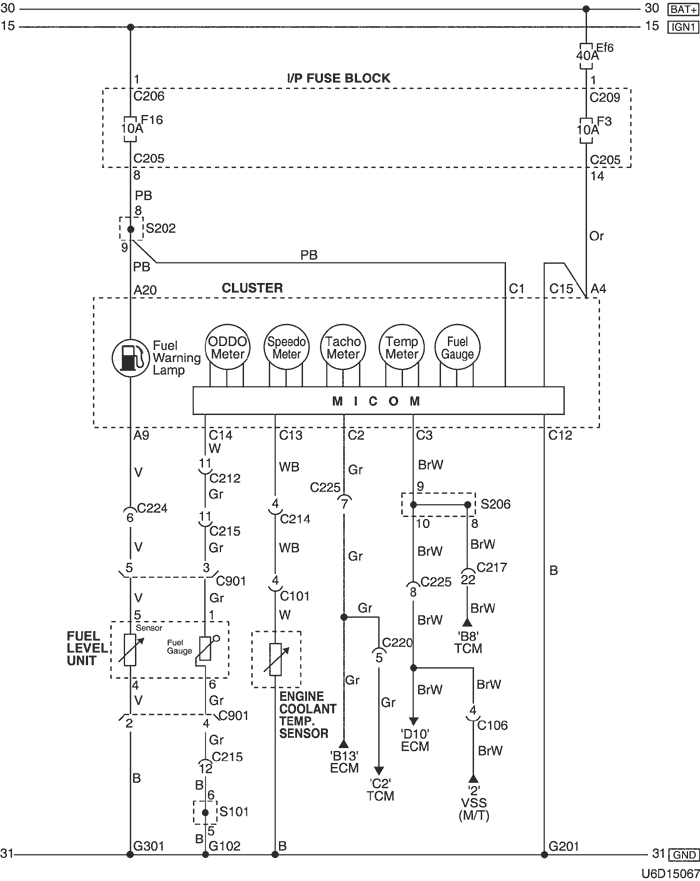 30 30 BAT+
15 15 IGN1
Ef6
40A
1 I/P FUSE BLOCK 1
C206 C209
F16 F3
10A 10A
C205 C205
8 14
PB
8
S202 Or
9
PB PB
A20 CLUSTER C1 C15 A4
Fuel
Warning
Lamp
ODDO
Meter
Speedo
Meter
Tacho
Meter
Temp
Meter
Fuel
Gauge
M I C O M
A9 C14 C13 C2 C3 C12
W
V 11 WB Gr BrW
C212
Gr C225 9
C224 4 7 S206
6 11 C214 10 8
C215
V Gr WB Gr BrW BrW
5 3 4 C225 C217
C901 C101 8 22 B
V Gr W BrW BrW
5 1 Gr
Sensor
Fuel
Gauge
FUEL
LEVEL
UNIT
C220
5
'B8'
TCM
4 6
V Gr
ENGINE
COOLANT
TEMP.
SENSOR
Gr Gr BrW BrW
2 4 C901 4
C106
Gr
C215
12
'D10'
ECM
BrW
'B13'
ECM
B B 'C2'
TCM
'2'
VSS
(M/T)
6
S101
5
B
31 G301 G102 B G201 31 GND
U6D15067